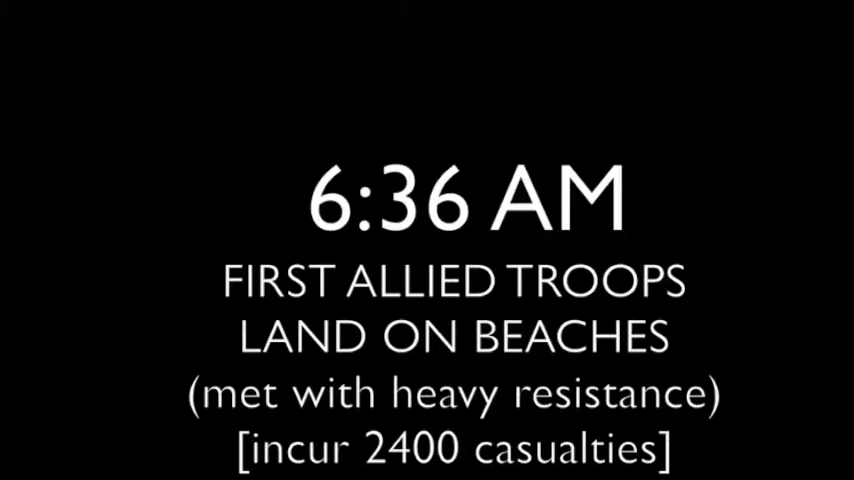 6:36 AM
FIRST ALLIED TROOPS
LAND ON BEACHES
(met with heavy resistance)
[incur 2400 casualties]